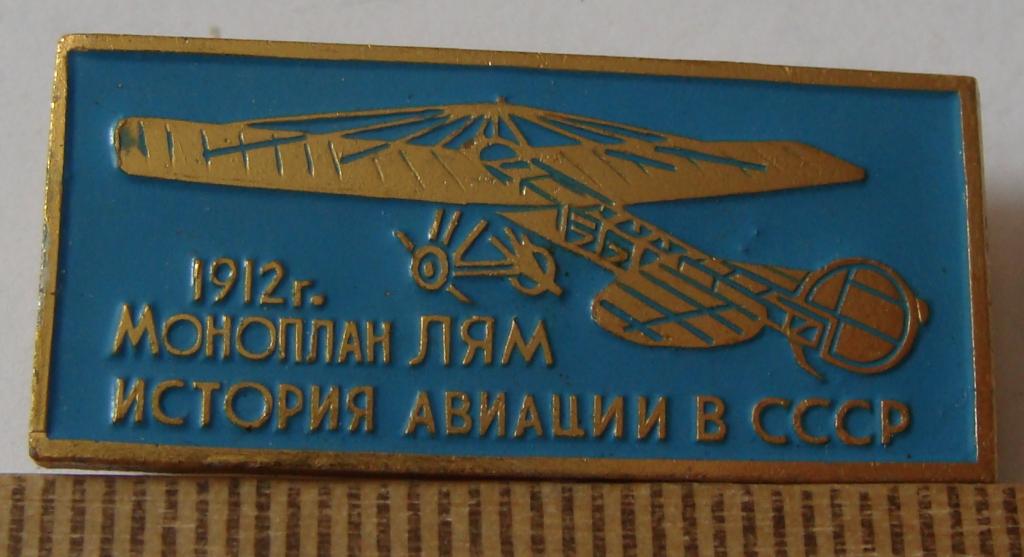 1912г.
МОНОПЛАН ЛЯМ
ИСТОРИЯ АВИАЦИИ В СССР